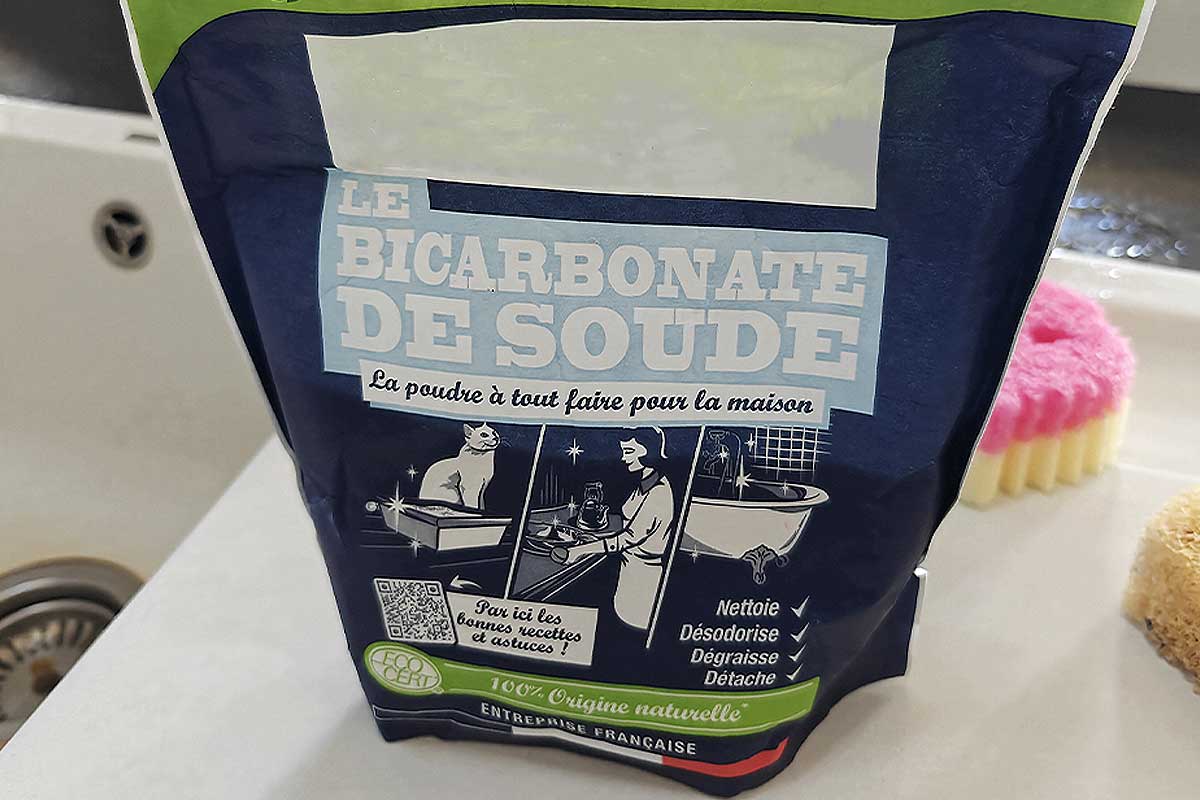 LE
BICARBONATE
DE SOUDE
La poudre à tout faire pour la maison
Par ici les
bonnes recettes
et astuces !
Nettoie
Désodorise
Dégraisse
Détache
ECO
CERT
100% Origine naturelle*
ENTREPRISE FRANÇAISE